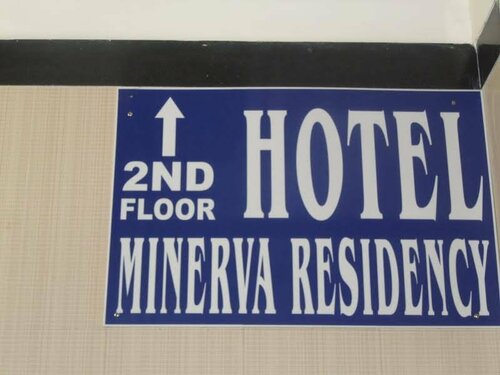 2ND
FLOOR
HOTEL
MINERVA RESIDENCY